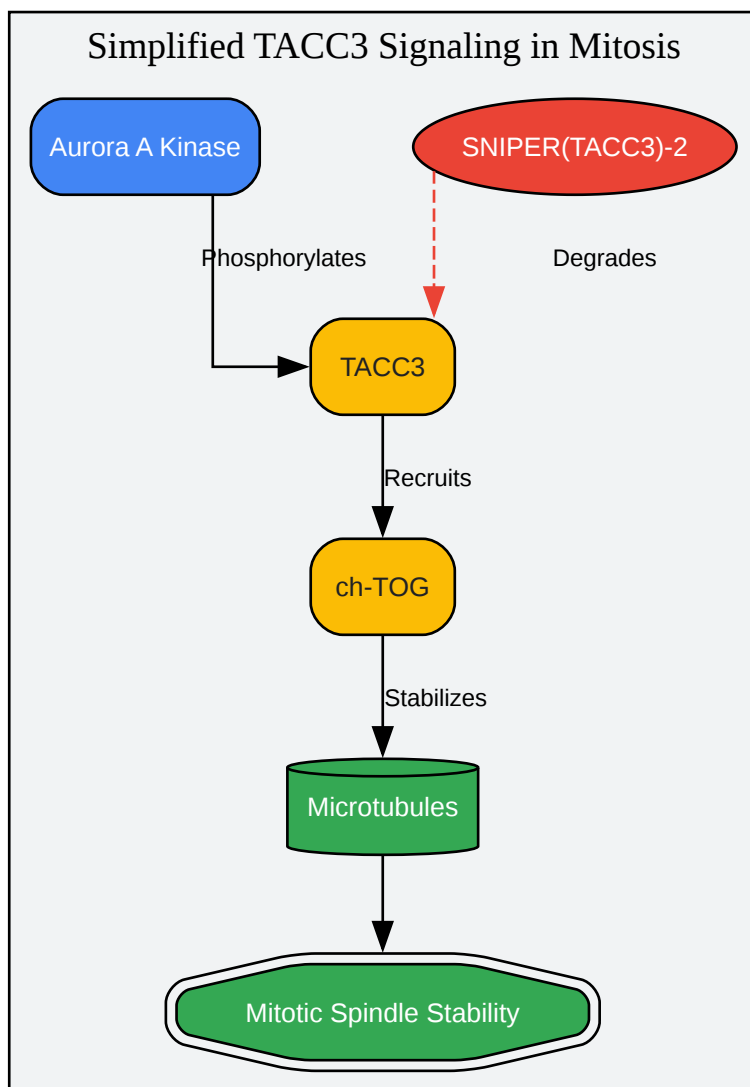 Simplified TACC3 Signaling in Mitosis
Aurora A Kinase
SNIPER(TACC3)-2
Phosphorylates
Degrades
TACC3
Recruits
ch-TOG
Stabilizes
Microtubules
Mitotic Spindle Stability